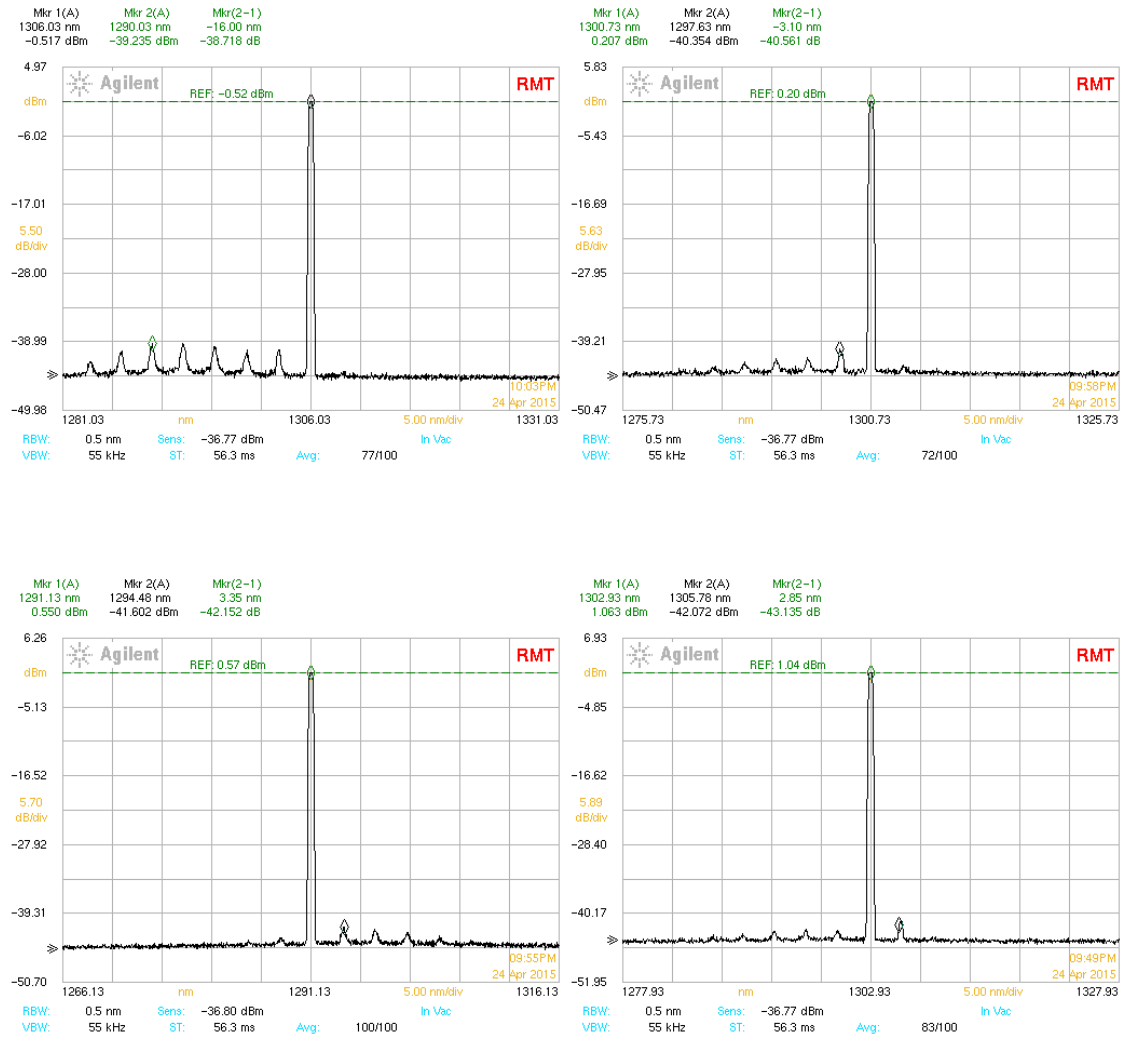 Mkr 1(A) Mkr 2(A) Mkr(2-1)
1306.03 nm 1290.03 nm -16.00 nm
-0.517 dBm -39.235 dBm -38.718 dB
4.97
Agilent
RMT
dBm
REF: -0.52 dBm
-6.02
-17.01
5.50
dB/div
-28.00
-38.99
10:03PM
24 Apr 2015
-49.98
1281.03 nm 1306.03 5.00 nm/div 1331.03
RBW: 0.5 nm Sens: -36.77 dBm In Vac
VBW: 55 kHz ST: 56.3 ms Avg: 77/100
Mkr 1(A) Mkr 2(A) Mkr(2-1)
1300.73 nm 1297.63 nm -3.10 nm
0.207 dBm -40.354 dBm -40.561 dB
5.83
Agilent
RMT
dBm
REF: 0.20 dBm
-5.43
-16.69
5.63
dB/div
-27.95
-39.21
09:58PM
24 Apr 2015
-50.47
1275.73 nm 1300.73 5.00 nm/div 1325.73
RBW: 0.5 nm Sens: -36.77 dBm In Vac
VBW: 55 kHz ST: 56.3 ms Avg: 72/100
Mkr 1(A) Mkr 2(A) Mkr(2-1)
1291.13 nm 1294.48 nm 3.35 nm
0.550 dBm -41.602 dBm -42.152 dB
6.26
Agilent
RMT
dBm
REF: 0.57 dBm
-5.13
-16.52
5.70
dB/div
-27.92
-39.31
09:55PM
24 Apr 2015
-50.70
1266.13 nm 1291.13 5.00 nm/div 1316.13
RBW: 0.5 nm Sens: -36.80 dBm In Vac
VBW: 55 kHz ST: 56.3 ms Avg: 100/100
Mkr 1(A) Mkr 2(A) Mkr(2-1)
1302.93 nm 1305.78 nm 2.85 nm
1.063 dBm -42.072 dBm -43.135 dB
6.93
Agilent
RMT
dBm
REF: 1.04 dBm
-4.85
-16.62
5.89
dB/div
-28.40
-40.17
09:49PM
24 Apr 2015
-51.95
1277.93 nm 1302.93 5.00 nm/div 1327.93
RBW: 0.5 nm Sens: -36.77 dBm In Vac
VBW: 55 kHz ST: 56.3 ms Avg: 83/100